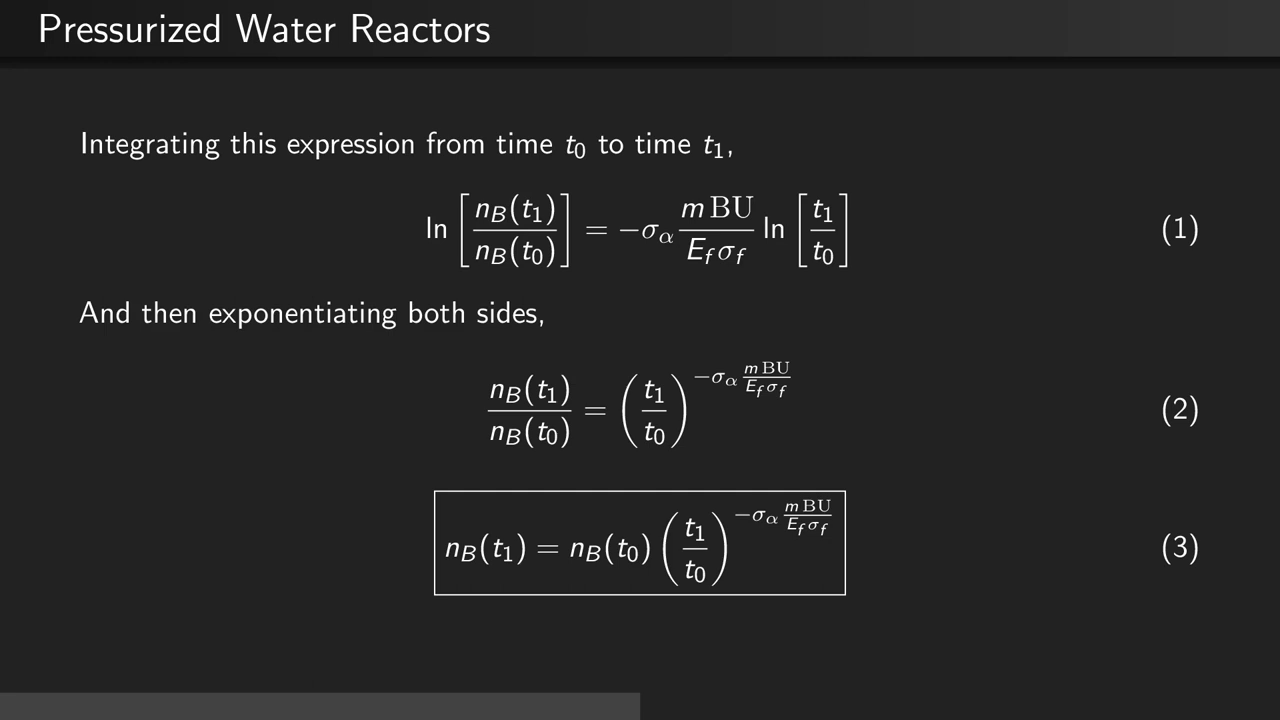 Pressurized Water Reactors
Integrating this expression from time t₀ to time t₁,
ln [n_B(t₁)/n_B(t₀)] = −σ_α (m BU)/(E_f σ_f) ln [t₁/t₀] (1)
And then exponentiating both sides,
n_B(t₁)/n_B(t₀) = (t₁/t₀)^(−σ_α (m BU)/(E_f σ_f)) (2)
n_B(t₁) = n_B(t₀) (t₁/t₀)^(−σ_α (m BU)/(E_f σ_f)) (3)